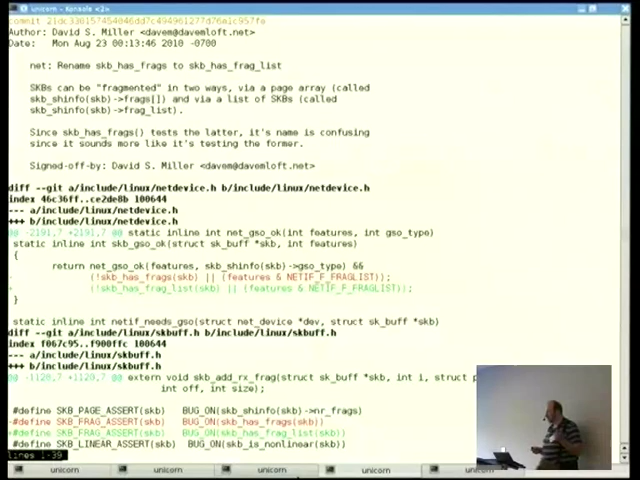 unicorn - Konsole <2>
Author: David S. Miller <davem@davemloft.net>
Date: Mon Aug 23 00:13:46 2010 -0700
net: Rename skb_has_frags to skb_has_frag_list
SKBs can be "fragmented" in two ways, via a page array (called
skb_shinfo(skb)->frags[]) and via a list of SKBs (called
skb_shinfo(skb)->frag_list).
Since skb_has_frags() tests the latter, it's name is confusing
since it sounds more like it's testing the former.
Signed-off-by: David S. Miller <davem@davemloft.net>
diff --git a/include/linux/netdevice.h b/include/linux/netdevice.h
index 46c36ff..ce2de8b 100644
--- a/include/linux/netdevice.h
+++ b/include/linux/netdevice.h
@@ -2191,7 +2191,7 @@ static inline int net_gso_ok(int features, int gso_type)
static inline int skb_gso_ok(struct sk_buff *skb, int features)
{
return net_gso_ok(features, skb_shinfo(skb)->gso_type) &&
- (!skb_has_frags(skb) || (features & NETIF_F_FRAGLIST));
+ (!skb_has_frag_list(skb) || (features & NETIF_F_FRAGLIST));
}
static inline int netif_needs_gso(struct net_device *dev, struct sk_buff *skb)
diff --git a/include/linux/skbuff.h b/include/linux/skbuff.h
index f067c95..f900ffc 100644
--- a/include/linux/skbuff.h
+++ b/include/linux/skbuff.h
@@ -1120,7 +1120,7 @@ extern void skb_add_rx_frag(struct sk_buff *skb, int i, struct
int off, int size);
#define SKB_PAGE_ASSERT(skb) BUG_ON(skb_shinfo(skb)->nr_frags)
-#define SKB_FRAG_ASSERT(skb) BUG_ON(skb_has_frags(skb))
+#define SKB_FRAG_ASSERT(skb) BUG_ON(skb_has_frag_list(skb))
#define SKB_LINEAR_ASSERT(skb) BUG_ON(skb_is_nonlinear(skb))
lines 1-39
unicorn unicorn unicorn unicorn unicorn